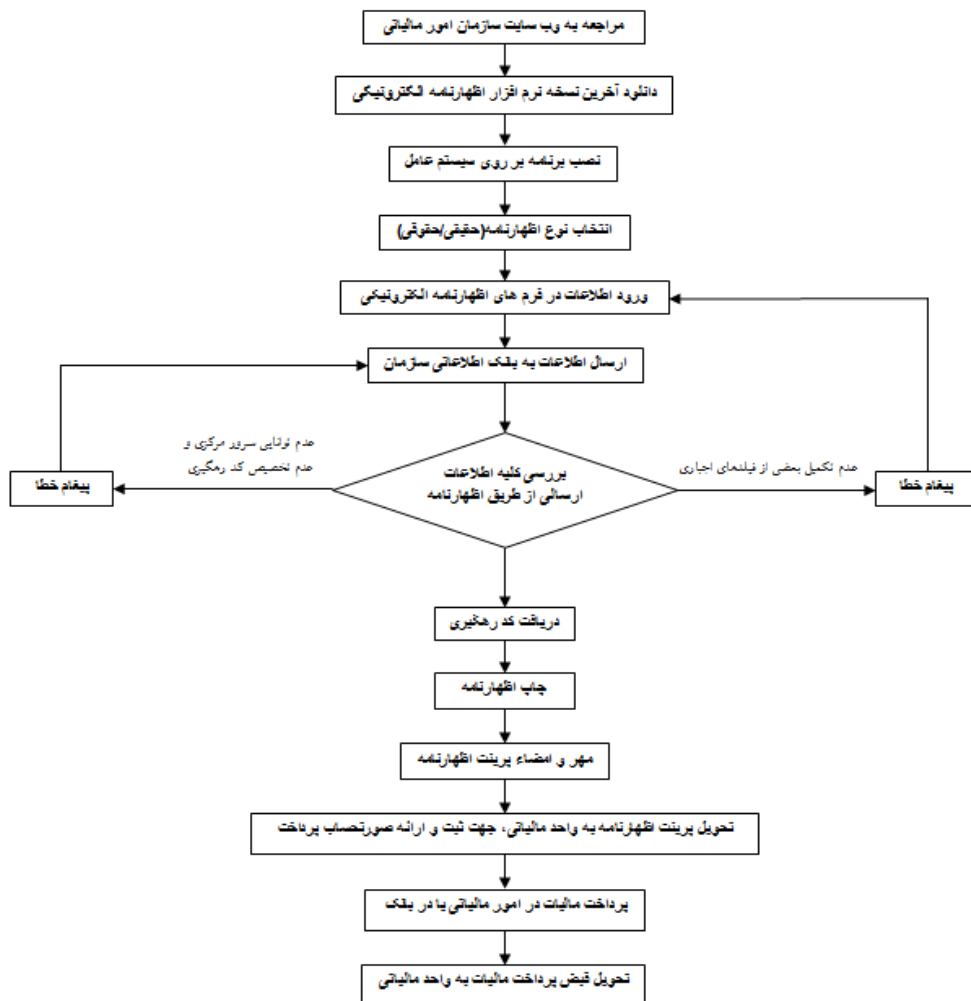 مراجعه به وب سایت سازمان امور مالیاتی
دانلود آخرین نسخه نرم افزار اظهارنامه الکترونیکی
نصب برنامه بر روی سیستم عامل
انتخاب نوع اظهارنامه(حقیقی/حقوقی)
ورود اطلاعات در فرم های اظهارنامه الکترونیکی
ارسال اطلاعات به بانک اطلاعاتی سازمان
عدم تکمیل بعضی از فیلدهای اجباری
پیغام خطا
بررسی کلیه اطلاعات
ارسالی از طریق اظهارنامه
عدم توانایی سرور مرکزی و
عدم تخصیص کد رهگیری
پیغام خطا
دریافت کد رهگیری
چاپ اظهارنامه
مهر و امضاء پرینت اظهارنامه
تحویل پرینت اظهارنامه به واحد مالیاتی، جهت ثبت و ارائه صورتحساب پرداخت
پرداخت مالیات در امور مالیاتی یا در بانک
تحویل قبض پرداخت مالیات به واحد مالیاتی